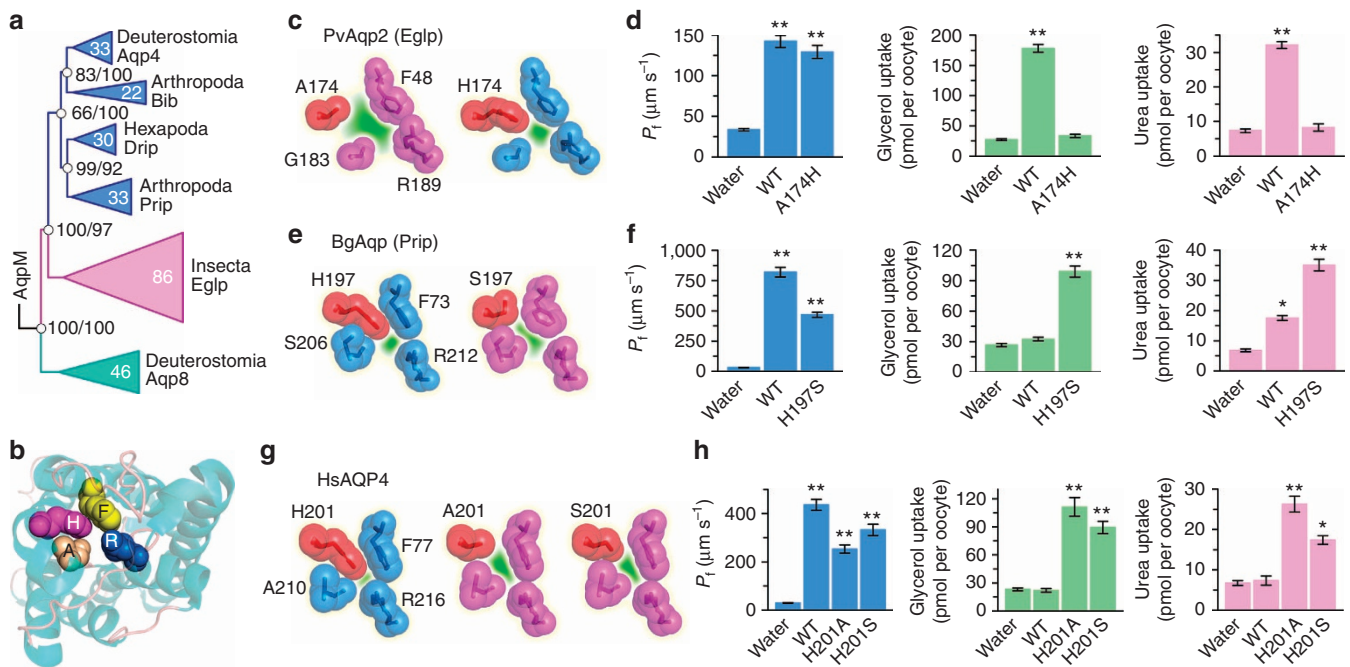 a
Deuterostomia
Aqp4
33
83/100
Arthropoda
Bib
22
66/100
Hexapoda
Drip
30
99/92
Arthropoda
Prip
33
100/97
Insecta
Eglp
86
AqpM
100/100
Deuterostomia
Aqp8
46
b
F
H
A
R
c
PvAqp2 (Eglp)
A174
F48
G183
R189
H174
d
Pf (μm s–1)
150
100
50
0
**
**
Water
WT
A174H
Glycerol uptake
(pmol per oocyte)
200
150
100
50
0
**
Water
WT
A174H
Urea uptake
(pmol per oocyte)
40
30
20
10
0
**
Water
WT
A174H
e
BgAqp (Prip)
H197
F73
S206
R212
S197
f
Pf (μm s–1)
1,000
750
500
250
0
**
**
Water
WT
H197S
Glycerol uptake
(pmol per oocyte)
120
90
60
30
0
**
Water
WT
H197S
Urea uptake
(pmol per oocyte)
40
30
20
10
0
*
**
Water
WT
H197S
g
HsAQP4
H201
F77
A210
R216
A201
S201
h
Pf (μm s–1)
400
200
0
**
**
**
Water
WT
H201A
H201S
Glycerol uptake
(pmol per oocyte)
120
90
60
30
0
**
**
Water
WT
H201A
H201S
Urea uptake
(pmol per oocyte)
30
20
10
0
**
*
Water
WT
H201A
H201S